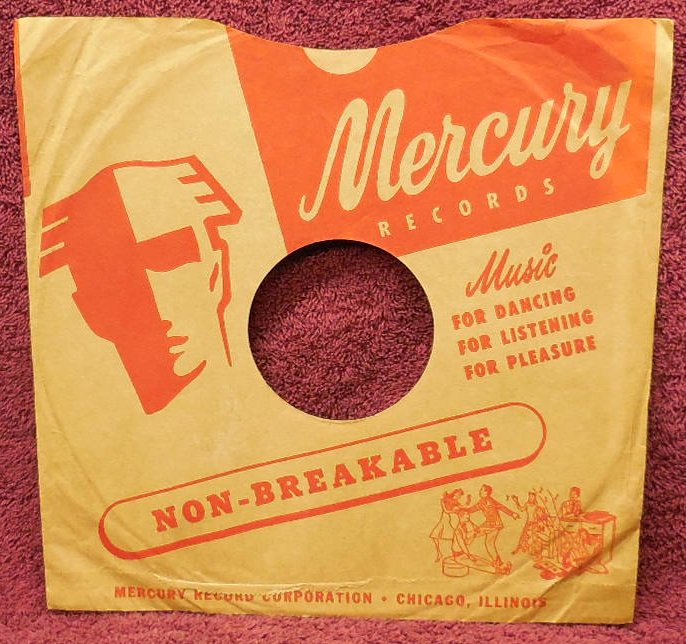 Mercury
RECORDS
Music
FOR DANCING
FOR LISTENING
FOR PLEASURE
NON-BREAKABLE
MERCURY RECORD CORPORATION • CHICAGO, ILLINOIS